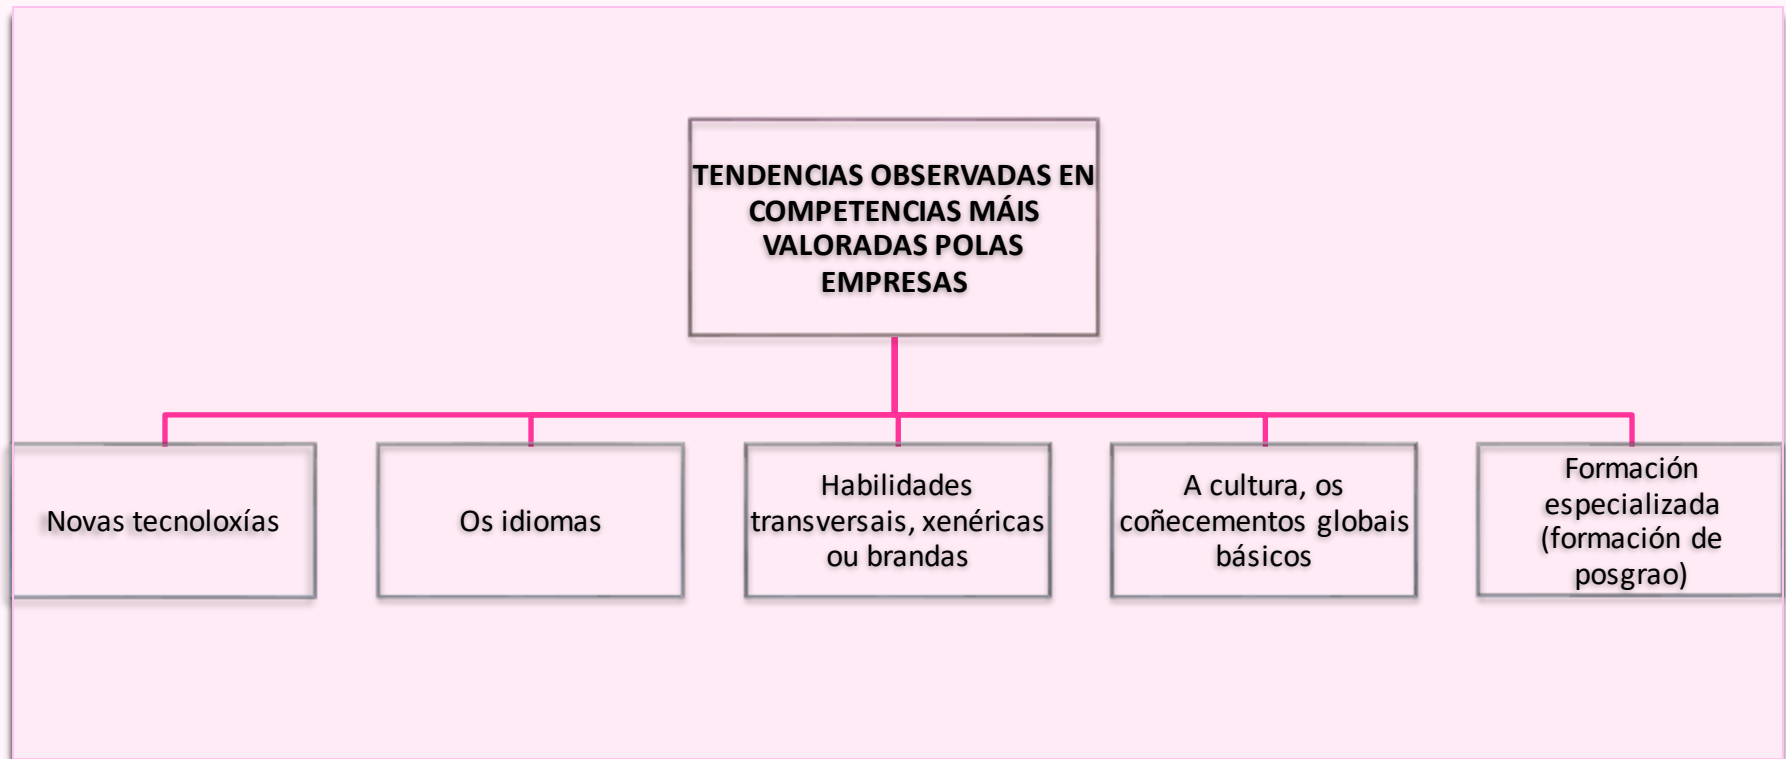 TENDENCIAS OBSERVADAS EN
COMPETENCIAS MÁIS
VALORADAS POLAS
EMPRESAS
Novas tecnoloxías
Os idiomas
Habilidades
transversais, xenéricas
ou brandas
A cultura, os
coñecementos globais
básicos
Formación
especializada
(formación de
posgrao)